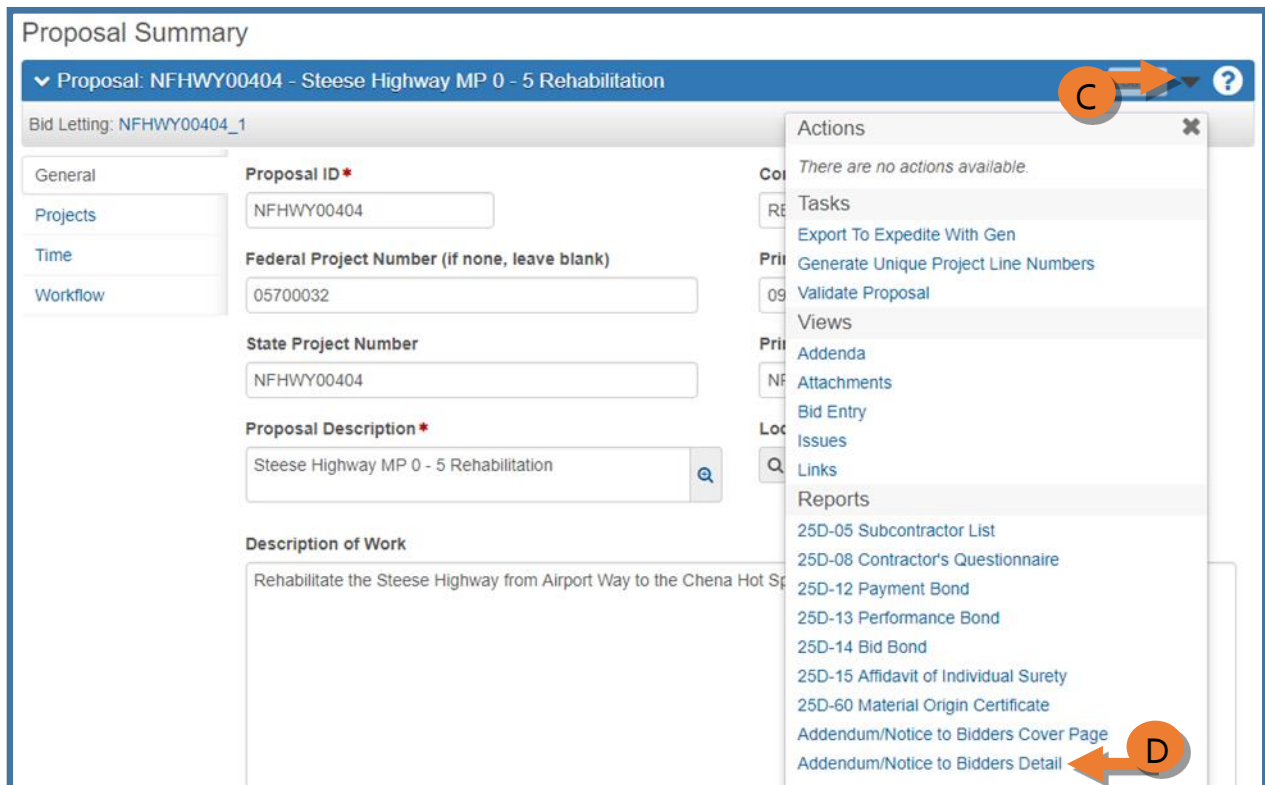 Proposal Summary
Proposal: NFHWY00404 - Steese Highway MP 0 - 5 Rehabilitation
C
?
Bid Letting: NFHWY00404_1
General
Projects
Time
Workflow
Proposal ID*
NFHWY00404
Federal Project Number (if none, leave blank)
05700032
State Project Number
NFHWY00404
Proposal Description*
Steese Highway MP 0 - 5 Rehabilitation
Description of Work
Rehabilitate the Steese Highway from Airport Way to the Chena Hot Sp
Actions
There are no actions available.
Tasks
Export To Expedite With Gen
Generate Unique Project Line Numbers
Validate Proposal
Views
Addenda
Attachments
Bid Entry
Issues
Links
Reports
25D-05 Subcontractor List
25D-08 Contractor's Questionnaire
25D-12 Payment Bond
25D-13 Performance Bond
25D-14 Bid Bond
25D-15 Affidavit of Individual Surety
25D-60 Material Origin Certificate
Addendum/Notice to Bidders Cover Page
Addendum/Notice to Bidders Detail
D